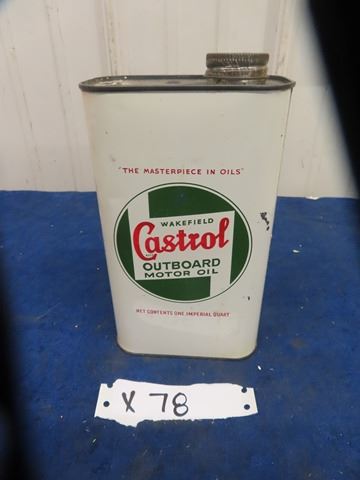 "THE MASTERPIECE IN OILS"
WAKEFIELD
Castrol
OUTBOARD
MOTOR OIL
NET CONTENTS ONE IMPERIAL QUART
X 78